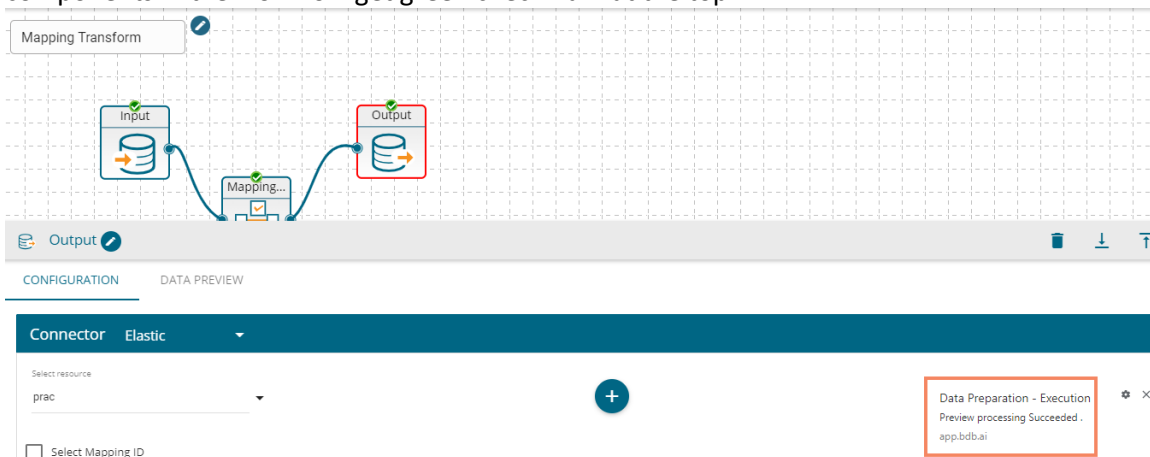 Mapping Transform
Input
Output
Mapping...
Output
CONFIGURATION
DATA PREVIEW
Connector
Elastic
Select resource
prac
Data Preparation - Execution
Preview processing Succeeded .
app.bdb.ai
Select Mapping ID